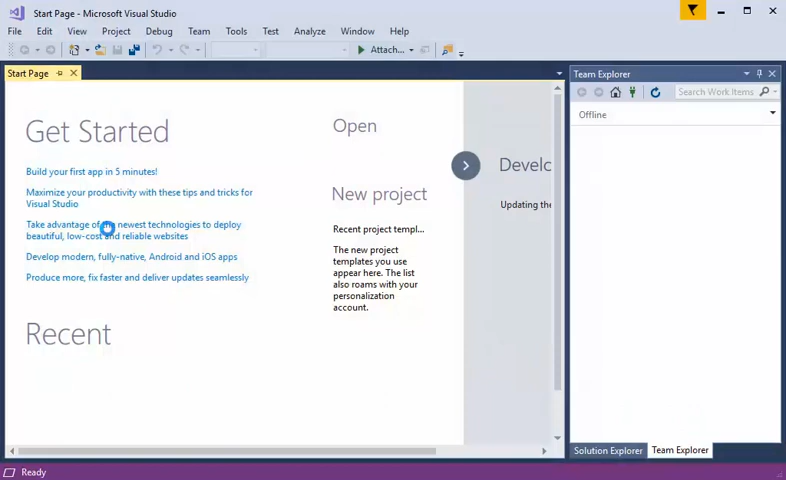 Start Page - Microsoft Visual Studio
File Edit View Project Debug Team Tools Test Analyze Window Help
Attach...
Start Page
Get Started
Build your first app in 5 minutes!
Maximize your productivity with these tips and tricks for
Visual Studio
Take advantage of the newest technologies to deploy
beautiful, low-cost and reliable websites
Develop modern, fully-native, Android and iOS apps
Produce more, fix faster and deliver updates seamlessly
Recent
Open
New project
Recent project templ...
The new project
templates you use
appear here. The list
also roams with your
personalization
account.
Develc
Updating the
Team Explorer
Search Work Items
Offline
Solution Explorer Team Explorer
Ready